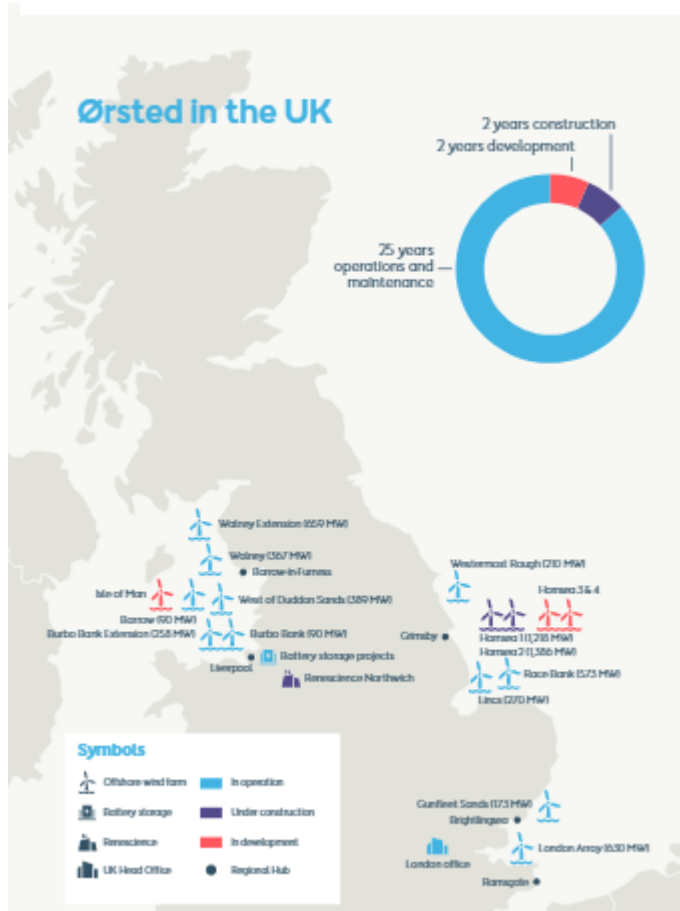 Ørsted in the UK
2 years construction
2 years development
25 years
operations and
maintenance
Walney Extension (659 MW)
Walney (367 MW)
Barrow-in-Furness
Isle of Man
West of Duddon Sands (389 MW)
Barrow (90 MW)
Burbo Bank Extension (258 MW)
Burbo Bank (90 MW)
Liverpool
Battery storage projects
Renescience Northwich
Westermost Rough (210 MW)
Hornsea 3 & 4
Grimsby
Hornsea 1 (1,218 MW)
Hornsea 2 (1,386 MW)
Race Bank (573 MW)
Lincs (270 MW)
Gunfleet Sands (173 MW)
Brightlingsea
London office
London Array (630 MW)
Ramsgate
Symbols
Offshore wind farm
In operation
Battery storage
Under construction
Renescience
In development
UK Head Office
Regional Hub